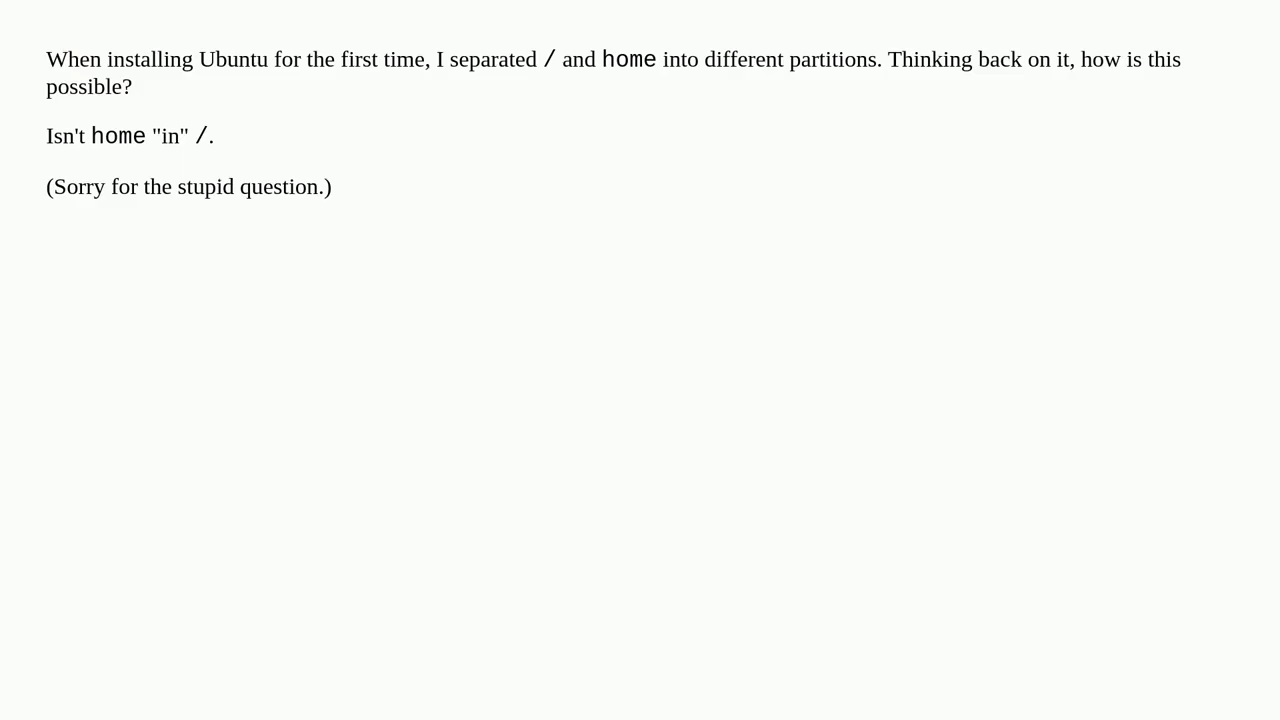 When installing Ubuntu for the first time, I separated / and home into different partitions. Thinking back on it, how is this
possible?
Isn't home "in" /.
(Sorry for the stupid question.)